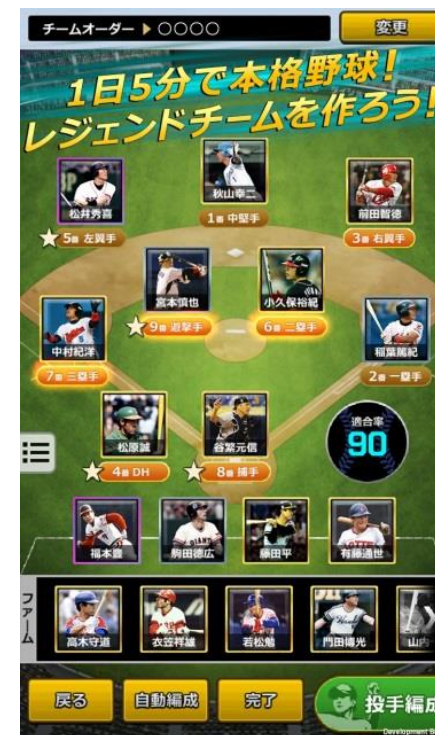 チームオーダー ▶ ○○○○
変更
1日5分で本格野球!
レジェンドチームを作ろう!
秋山幸二
1番 中堅手
松井秀喜
5番 左翼手
前田智徳
3番 右翼手
宮本慎也
9番 遊撃手
小久保裕紀
6番 二塁手
中村紀洋
7番 三塁手
稲葉篤紀
2番 一塁手
松原誠
4番 DH
谷繁元信
8番 捕手
適合率
90
福本豊
駒田徳広
藤田平
有藤通世
ファーム
高木守道
衣笠祥雄
若松勉
門田博光
山内
戻る
自動編成
完了
投手編成
Development